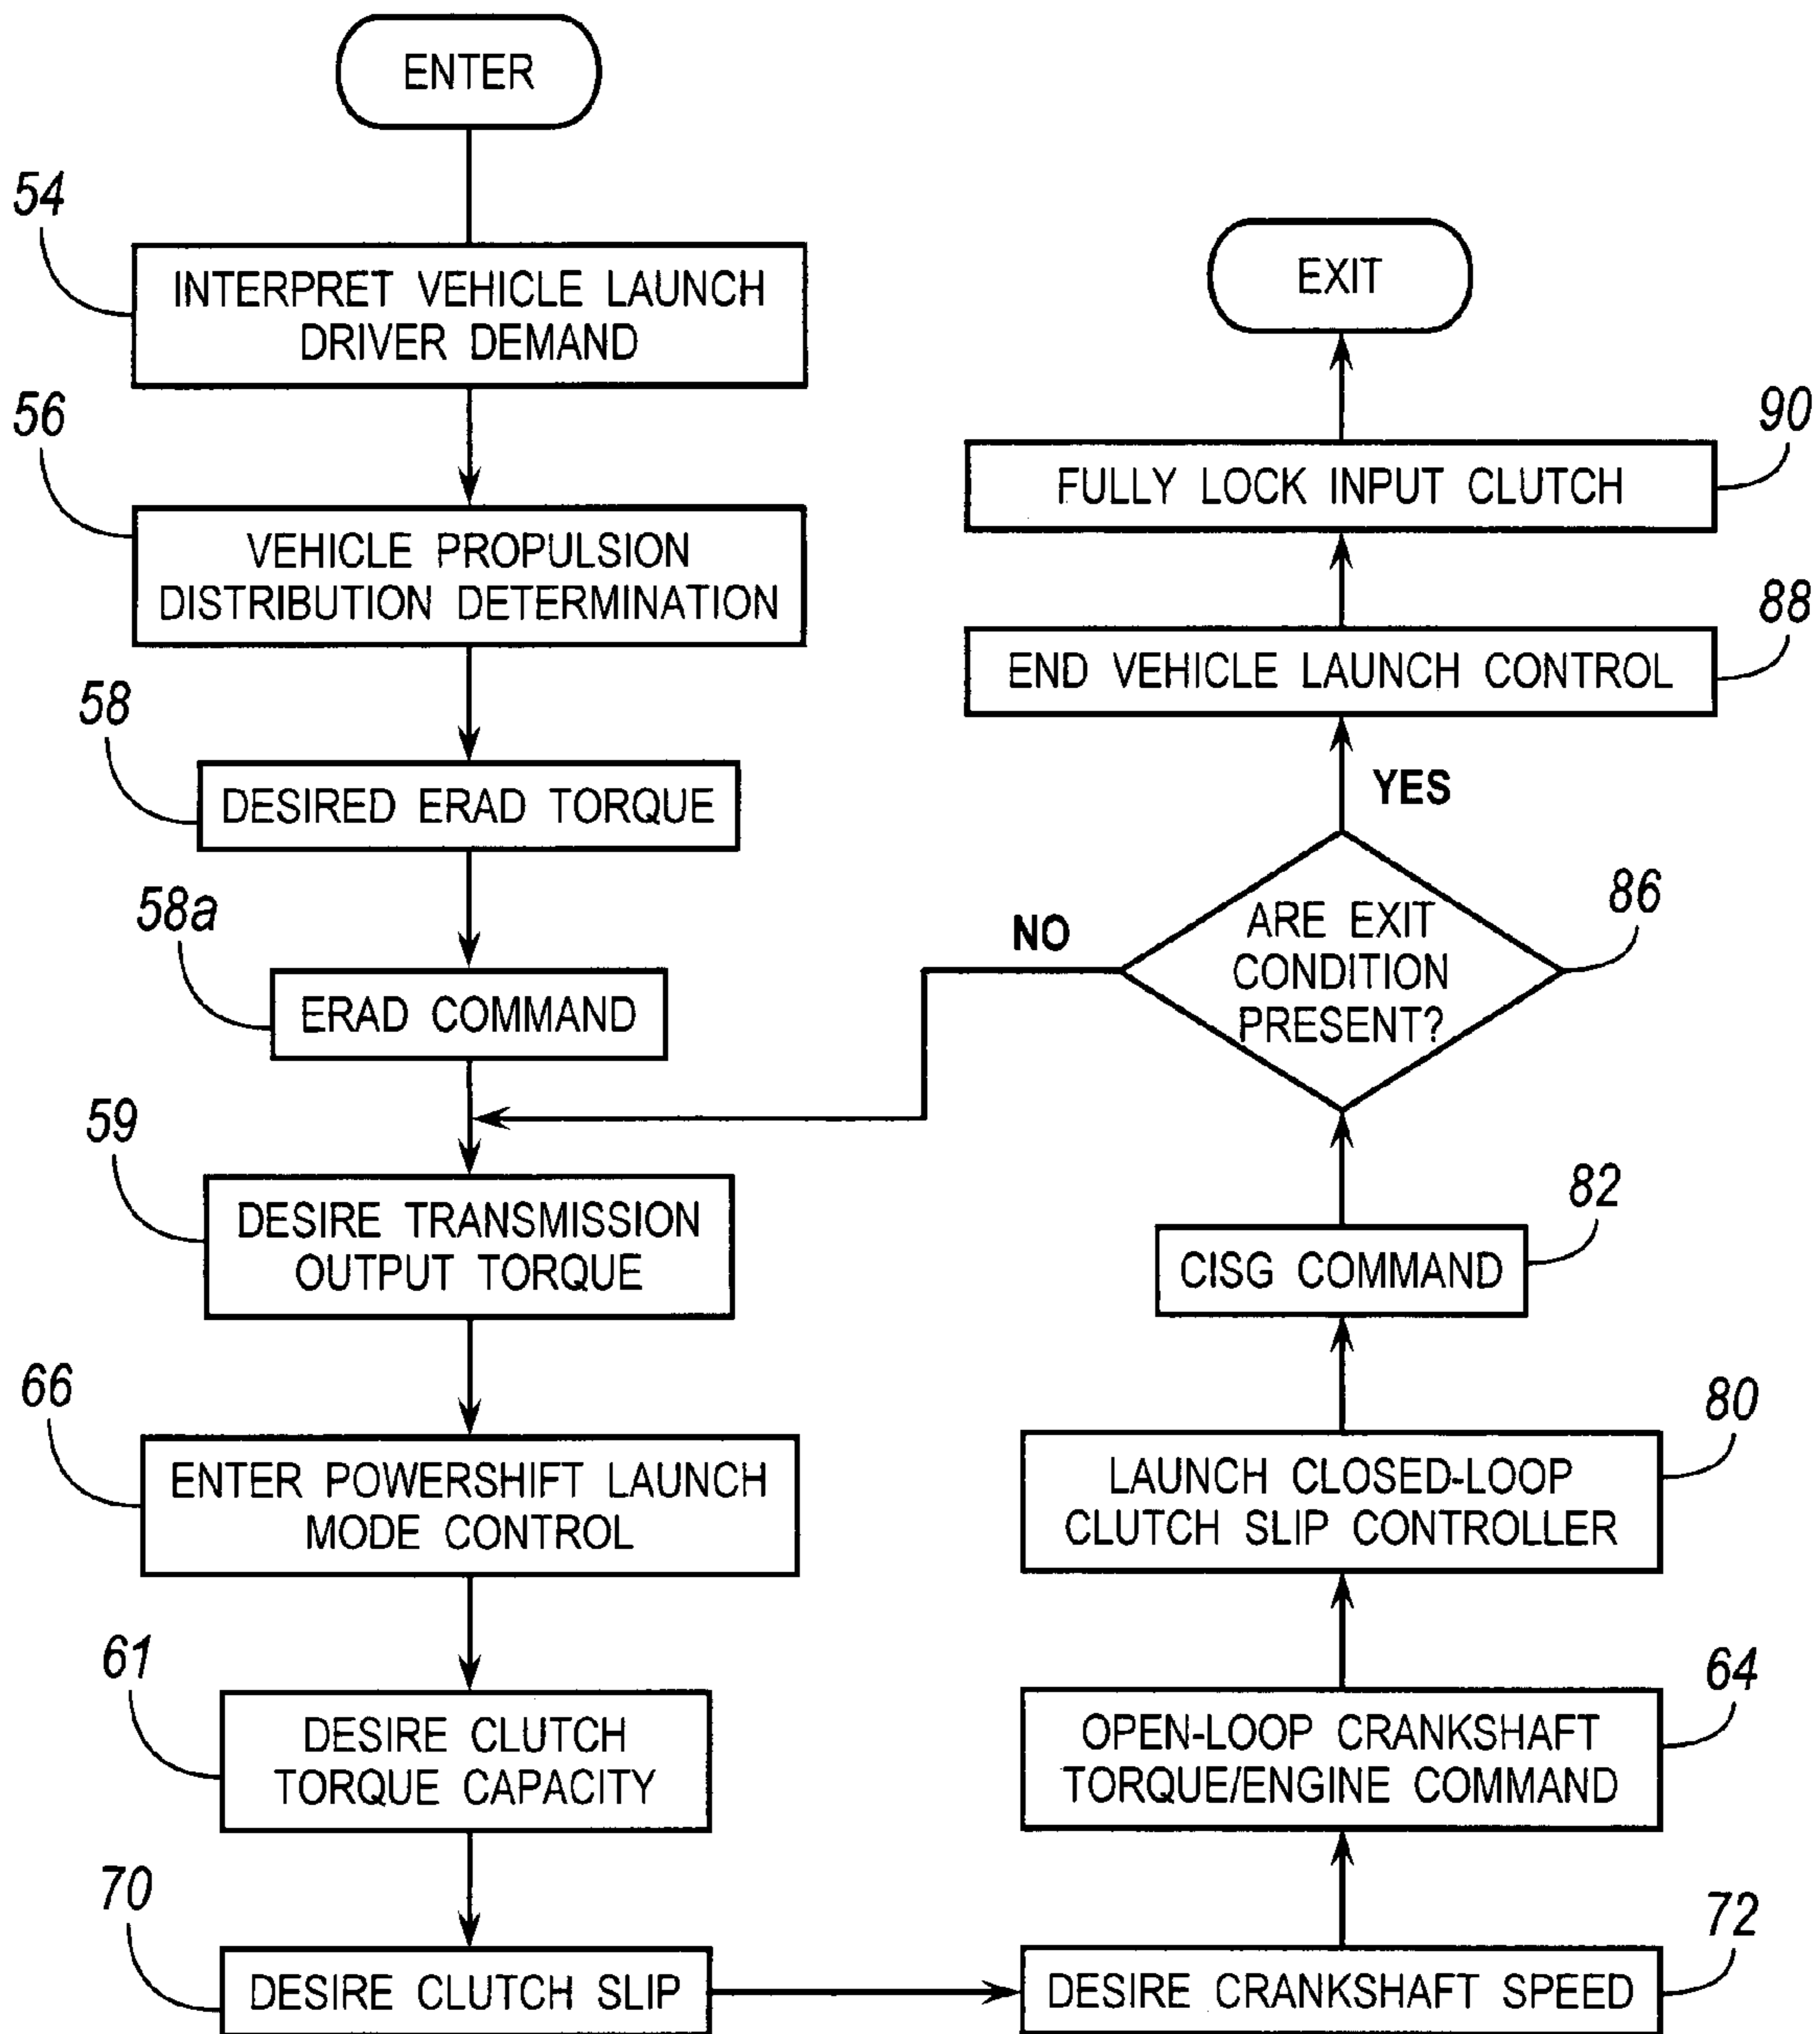 ENTER
54
INTERPRET VEHICLE LAUNCH
DRIVER DEMAND
56
VEHICLE PROPULSION
DISTRIBUTION DETERMINATION
58
DESIRED ERAD TORQUE
58a
ERAD COMMAND
59
DESIRE TRANSMISSION
OUTPUT TORQUE
66
ENTER POWERSHIFT LAUNCH
MODE CONTROL
61
DESIRE CLUTCH
TORQUE CAPACITY
70
DESIRE CLUTCH SLIP
DESIRE CRANKSHAFT SPEED
72
OPEN-LOOP CRANKSHAFT
TORQUE/ENGINE COMMAND
64
LAUNCH CLOSED-LOOP
CLUTCH SLIP CONTROLLER
80
CISG COMMAND
82
ARE EXIT
CONDITION
PRESENT?
86
NO
YES
END VEHICLE LAUNCH CONTROL
88
FULLY LOCK INPUT CLUTCH
90
EXIT